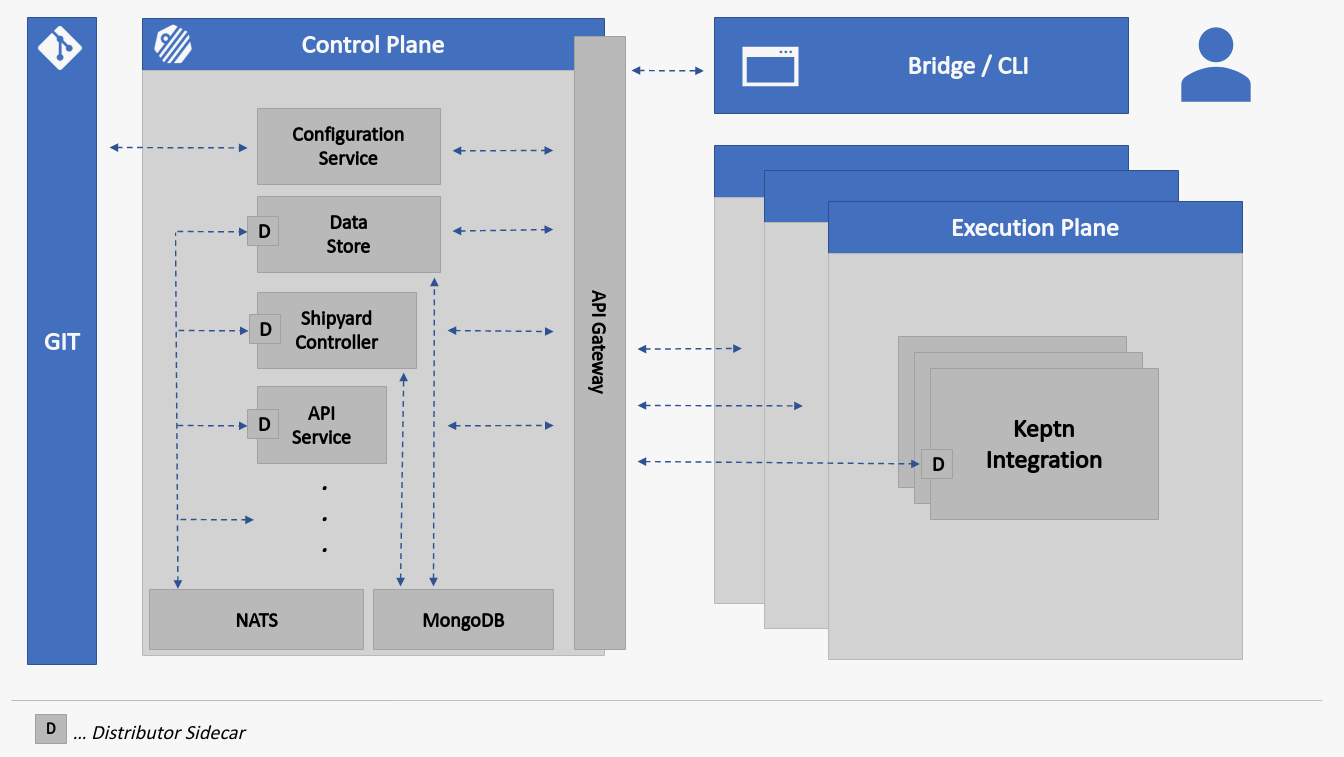 GIT
Control Plane
Configuration
Service
D
Data
Store
D
Shipyard
Controller
D
API
Service
.
.
.
NATS
MongoDB
API Gateway
Bridge / CLI
Execution Plane
D
Keptn
Integration
D
... Distributor Sidecar